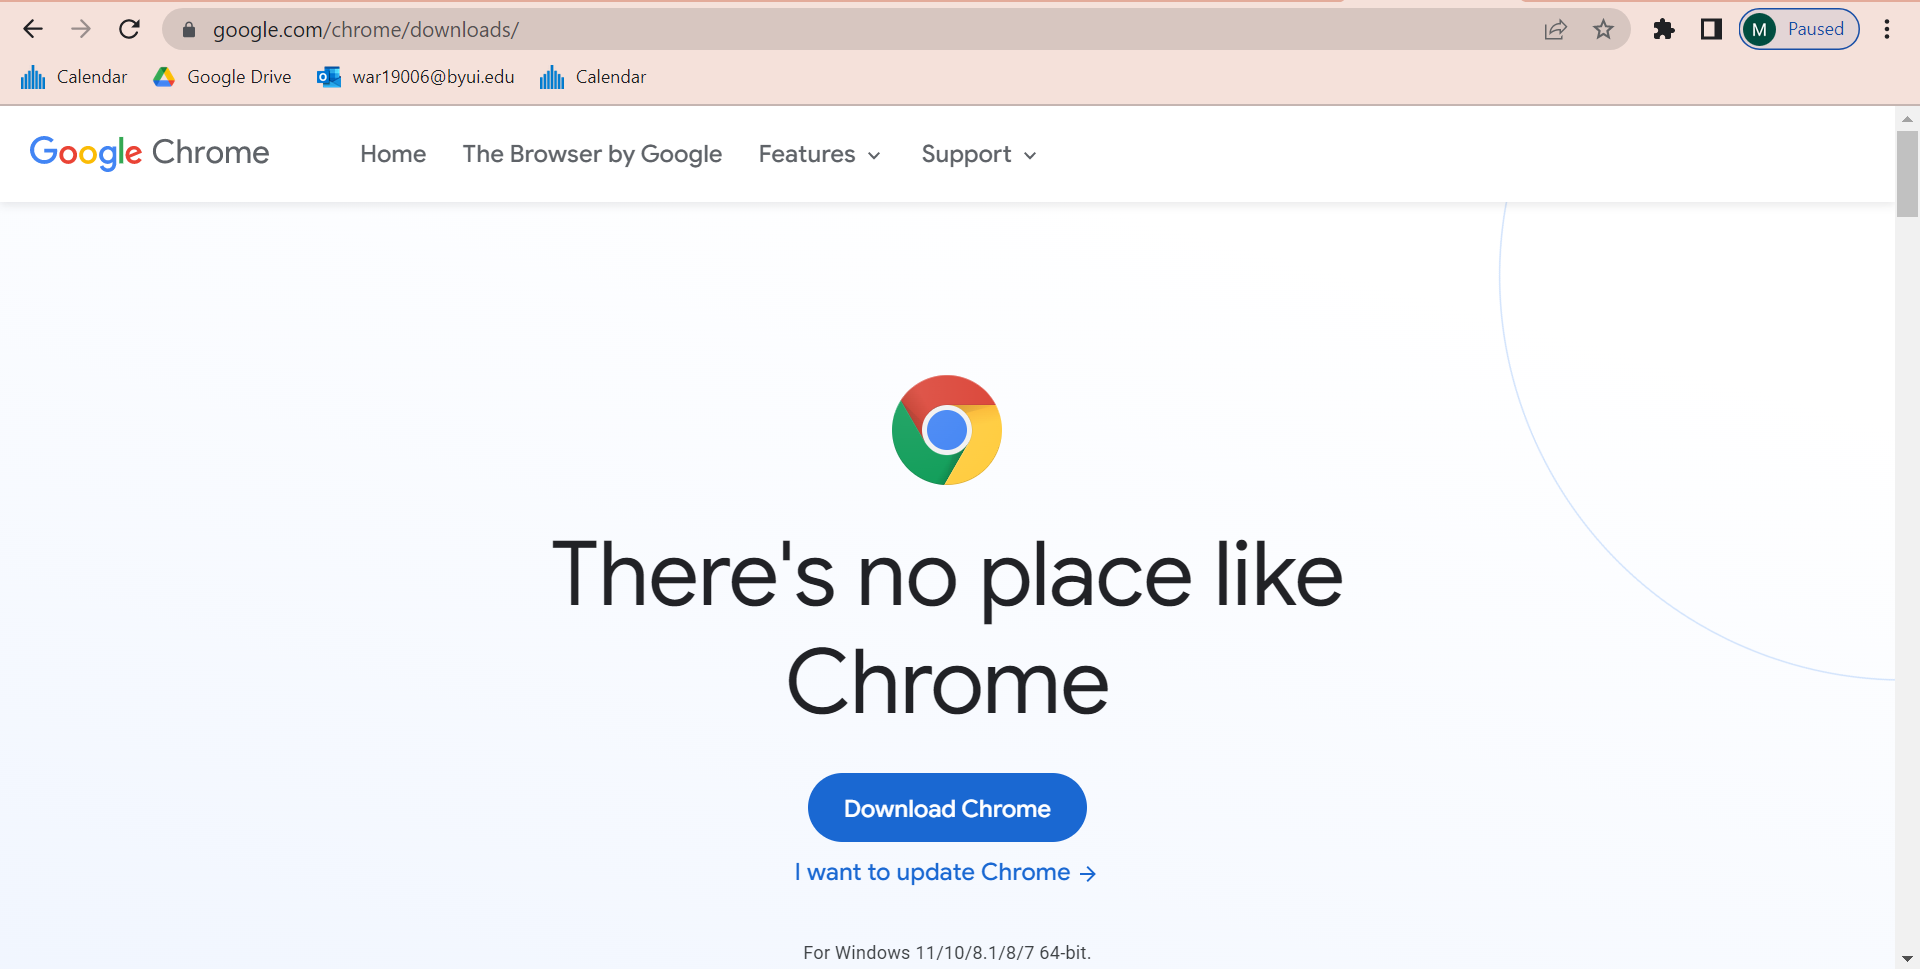 google.com/chrome/downloads/
M Paused
Calendar Google Drive war19006@byui.edu Calendar
Google Chrome Home The Browser by Google Features Support
There's no place like
Chrome
Download Chrome
I want to update Chrome →
For Windows 11/10/8.1/8/7 64-bit.